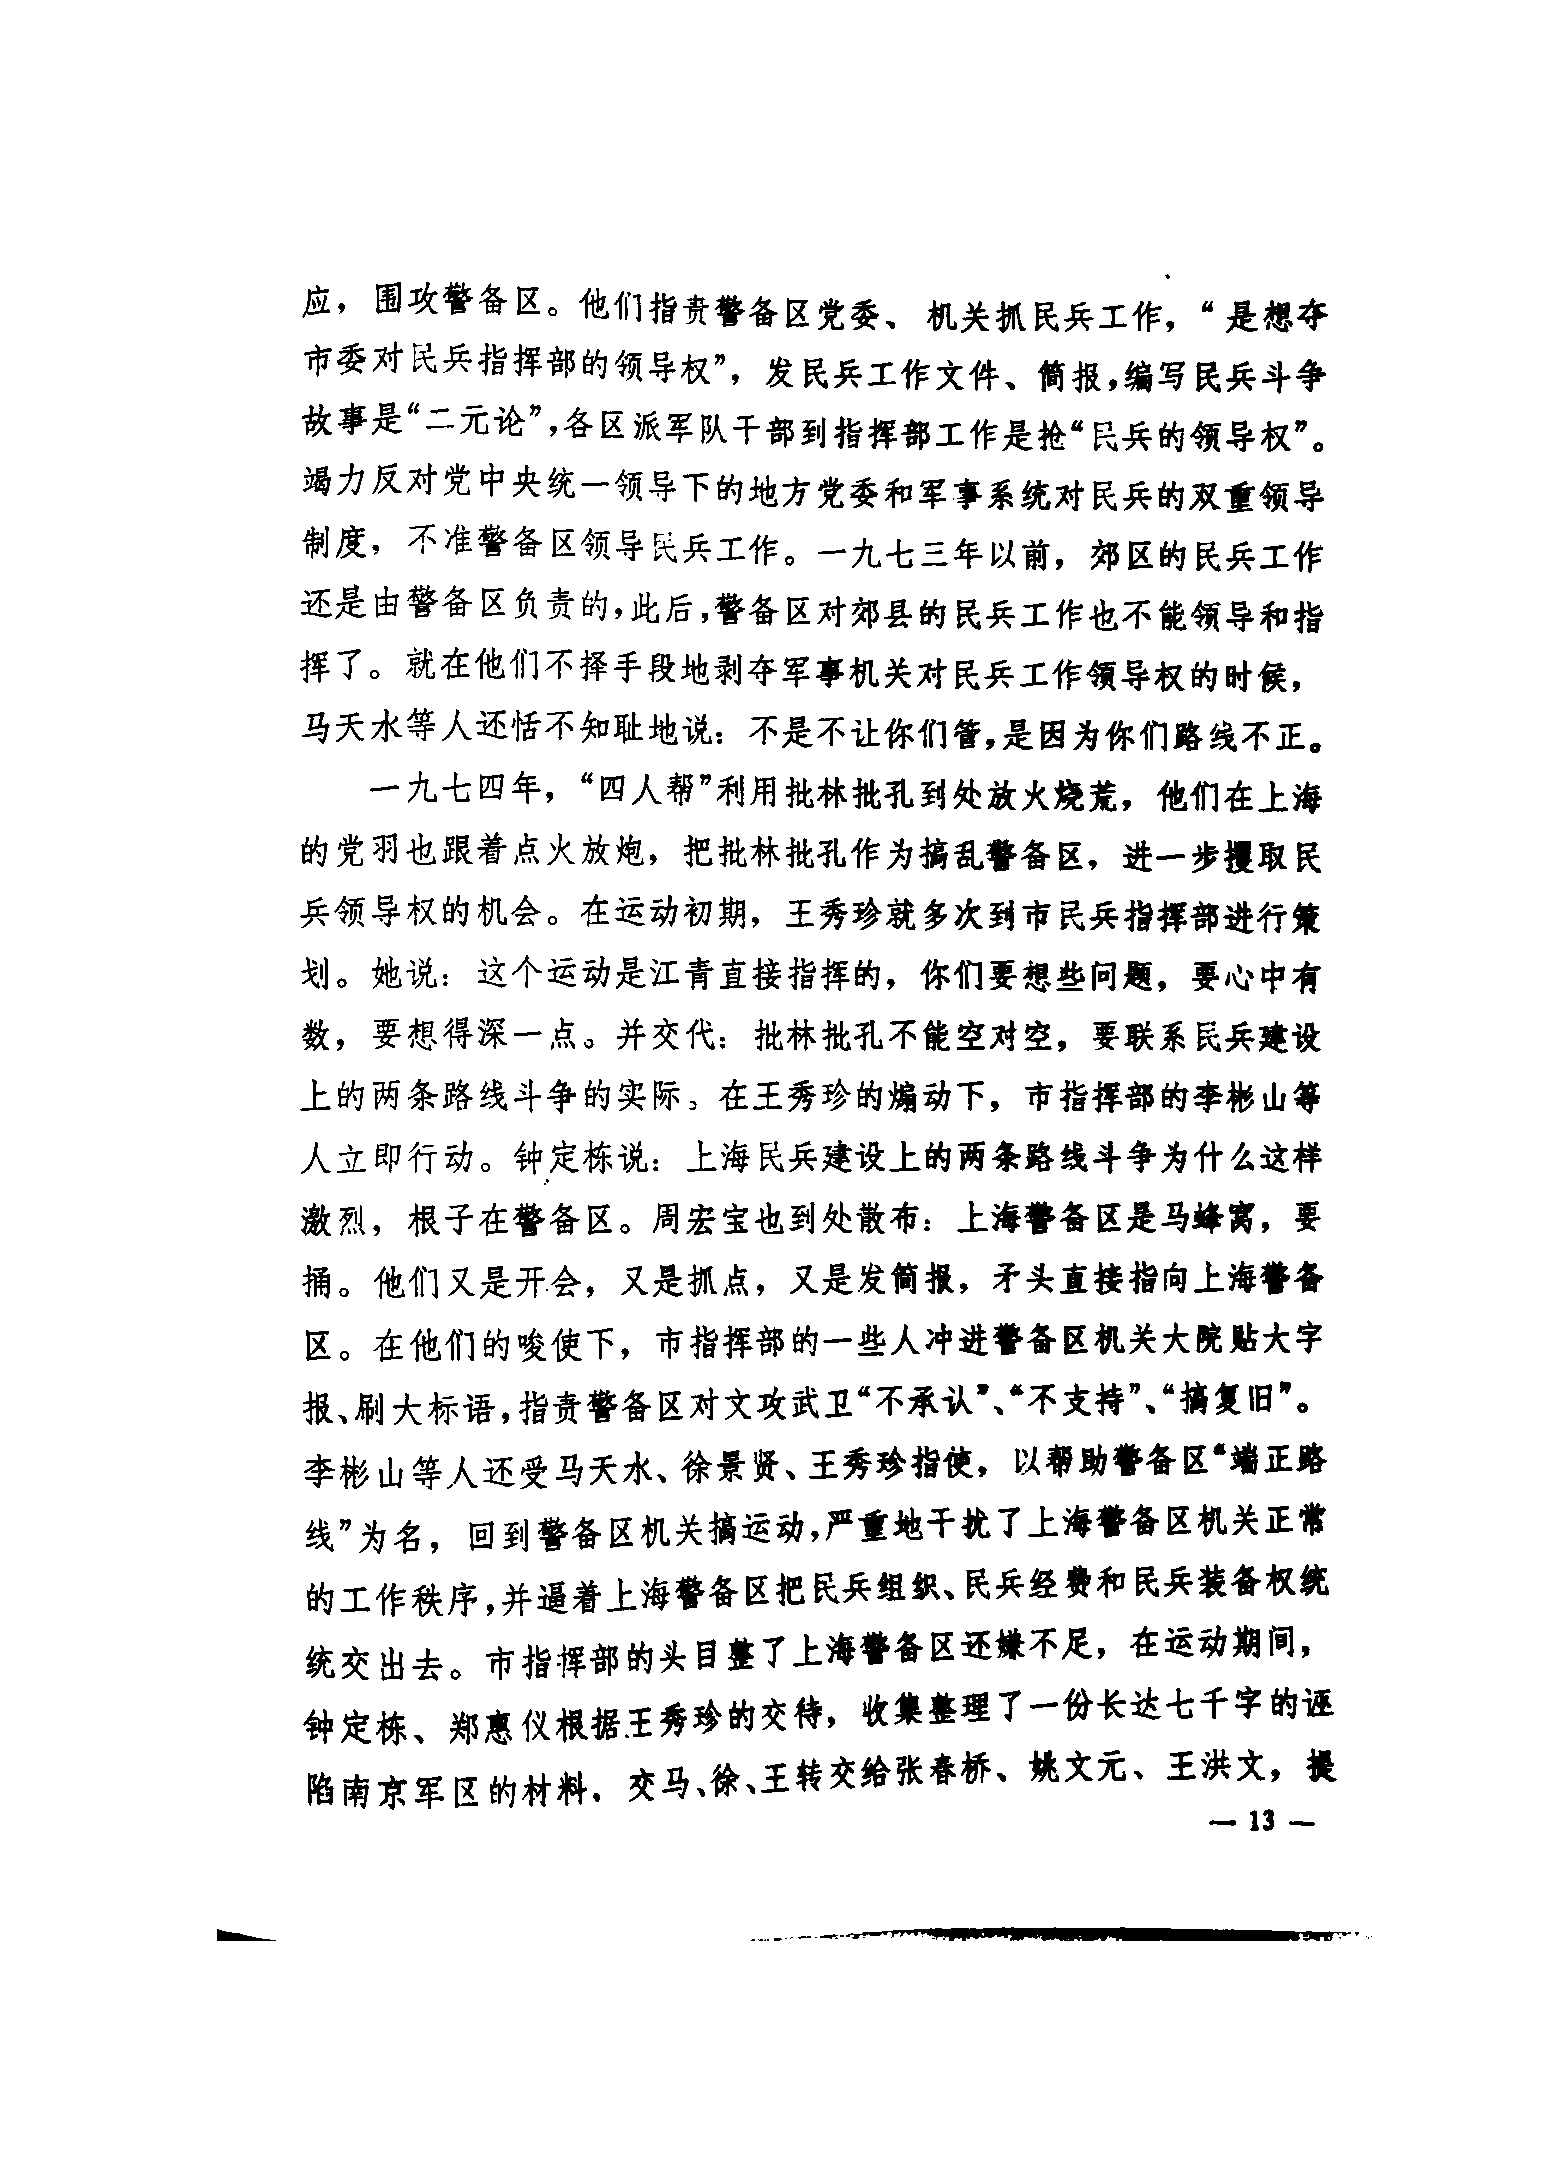 应，围攻警备区。他们指责警备区党委、机关抓民兵工作，“是想夺
市委对民兵指挥部的领导权”，发民兵工作文件、简报，编写民兵斗争
故事是“二元论”，各区派军队干部到指挥部工作是抢“民兵的领导权”。
竭力反对党中央统一领导下的地方党委和军事系统对民兵的双重领导
制度，不准警备区领导民兵工作。一九七三年以前，郊区的民兵工作
还是由警备区负责的，此后，警备区对郊县的民兵工作也不能领导和指
挥了。就在他们不择手段地剥夺军事机关对民兵工作领导权的时候，
马天水等人还恬不知耻地说：不是不让你们管，是因为你们路线不正。
一九七四年，“四人帮”利用批林批孔到处放火烧荒，他们在上海
的党羽也跟着点火放炮，把批林批孔作为搞乱警备区，进一步攫取民
兵领导权的机会。在运动初期，王秀珍就多次到市民兵指挥部进行策
划。她说：这个运动是江青直接指挥的，你们要想些问题，要心中有
数，要想得深一点。并交代：批林批孔不能空对空，要联系民兵建设
上的两条路线斗争的实际。在王秀珍的煽动下，市指挥部的李彬山等
人立即行动。钟定栋说：上海民兵建设上的两条路线斗争为什么这样
激烈，根子在警备区。周宏宝也到处散布：上海警备区是马蜂窝，要
捅。他们又是开会，又是抓点，又是发简报，矛头直接指向上海警备
区。在他们的唆使下，市指挥部的一些人冲进警备区机关大院贴大字
报、刷大标语，指责警备区对文攻武卫“不承认”、“不支持”、“搞复旧”。
李彬山等人还受马天水、徐景贤、王秀珍指使，以帮助警备区“端正路
线”为名，回到警备区机关搞运动，严重地干扰了上海警备区机关正常
的工作秩序，并逼着上海警备区把民兵组织、民兵经费和民兵装备权统
统交出去。市指挥部的头目整了上海警备区还嫌不足，在运动期间，
钟定栋、郑惠仪根据王秀珍的交待，收集整理了一份长达七千字的诬
陷南京军区的材料，交马、徐、王转交给张春桥、姚文元、王洪文，提
— 13 —